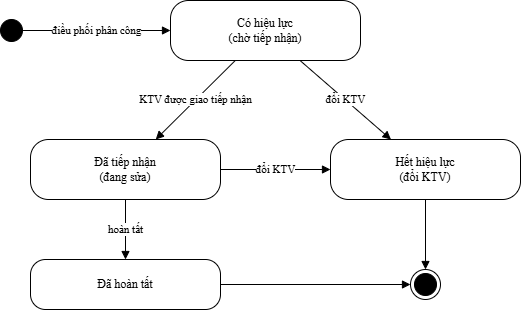 điều phối phân công
Có hiệu lực
(chờ tiếp nhận)
KTV được giao tiếp nhận
đổi KTV
Đã tiếp nhận
(đang sửa)
đổi KTV
Hết hiệu lực
(đổi KTV)
hoàn tất
Đã hoàn tất